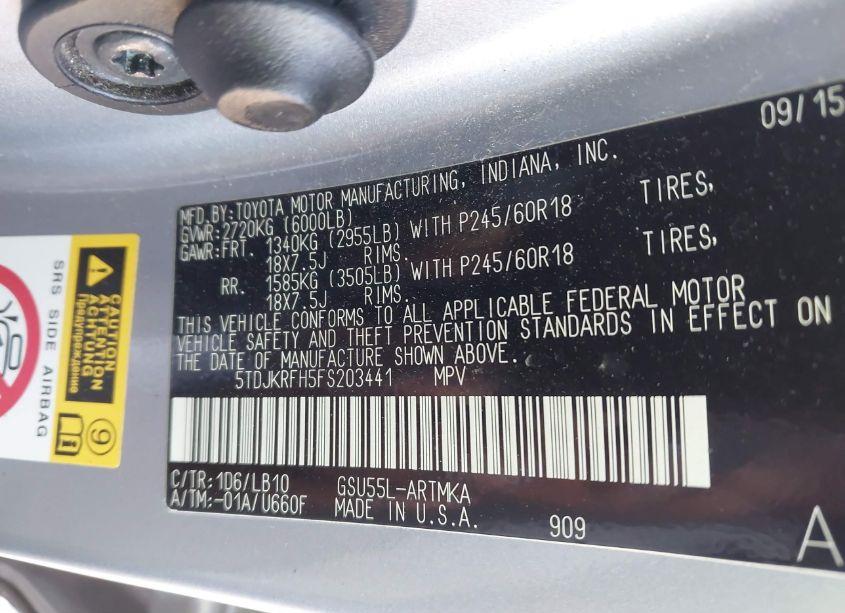 09/15
MFD.BY:TOYOTA MOTOR MANUFACTURING, INDIANA, INC.
GVWR:2720KG (6000LB)
GAWR:FRT. 1340KG (2955LB) WITH P245/60R18 TIRES,
18X7.5J RIMS.
RR. 1585KG (3505LB) WITH P245/60R18 TIRES,
18X7.5J RIMS.
THIS VEHICLE CONFORMS TO ALL APPLICABLE FEDERAL MOTOR
VEHICLE SAFETY AND THEFT PREVENTION STANDARDS IN EFFECT ON
THE DATE OF MANUFACTURE SHOWN ABOVE.
5TDJKRFH5FS203441 MPV
C/TR:1D6/LB10 GSU55L-ARTMKA
A/TM:-01A/U660F MADE IN U.S.A. 909
A
SRS SIDE AIRBAG
CAUTION
ATTENTION
ACHTUNG
Предупреждение
i
9